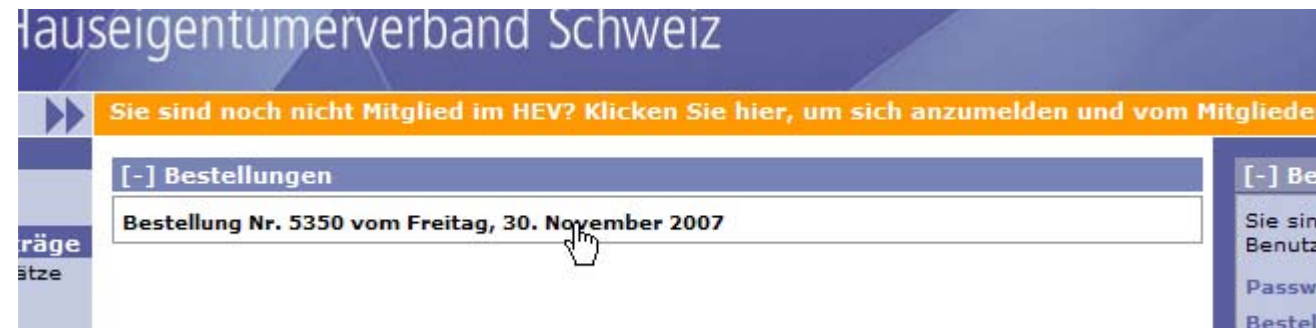 Hauseigentümerverband Schweiz
Sie sind noch nicht Mitglied im HEV? Klicken Sie hier, um sich anzumelden und vom Mitgliede
[-] Bestellungen
[-] Be
Bestellung Nr. 5350 vom Freitag, 30. November 2007
Sie sin
Benutz
räge
ätze
Passw
Bestel